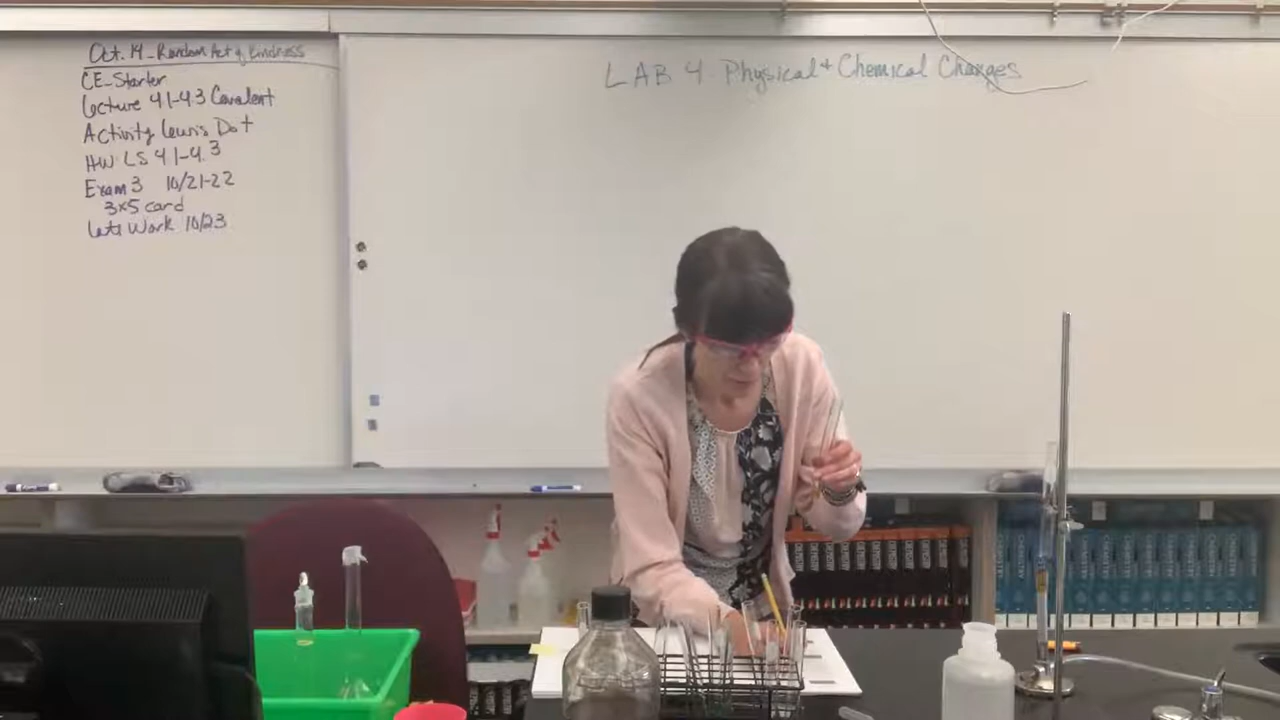 Oct. 14 - Random Act of Kindness
CE-Starter
Lecture 4.1-4.3 Covalent
Activity Lewis Dot
HW: LS 4.1-4.3
Exam 3 10/21-22
3x5 card
Late Work 10/23
LAB 4 - Physical + Chemical Changes